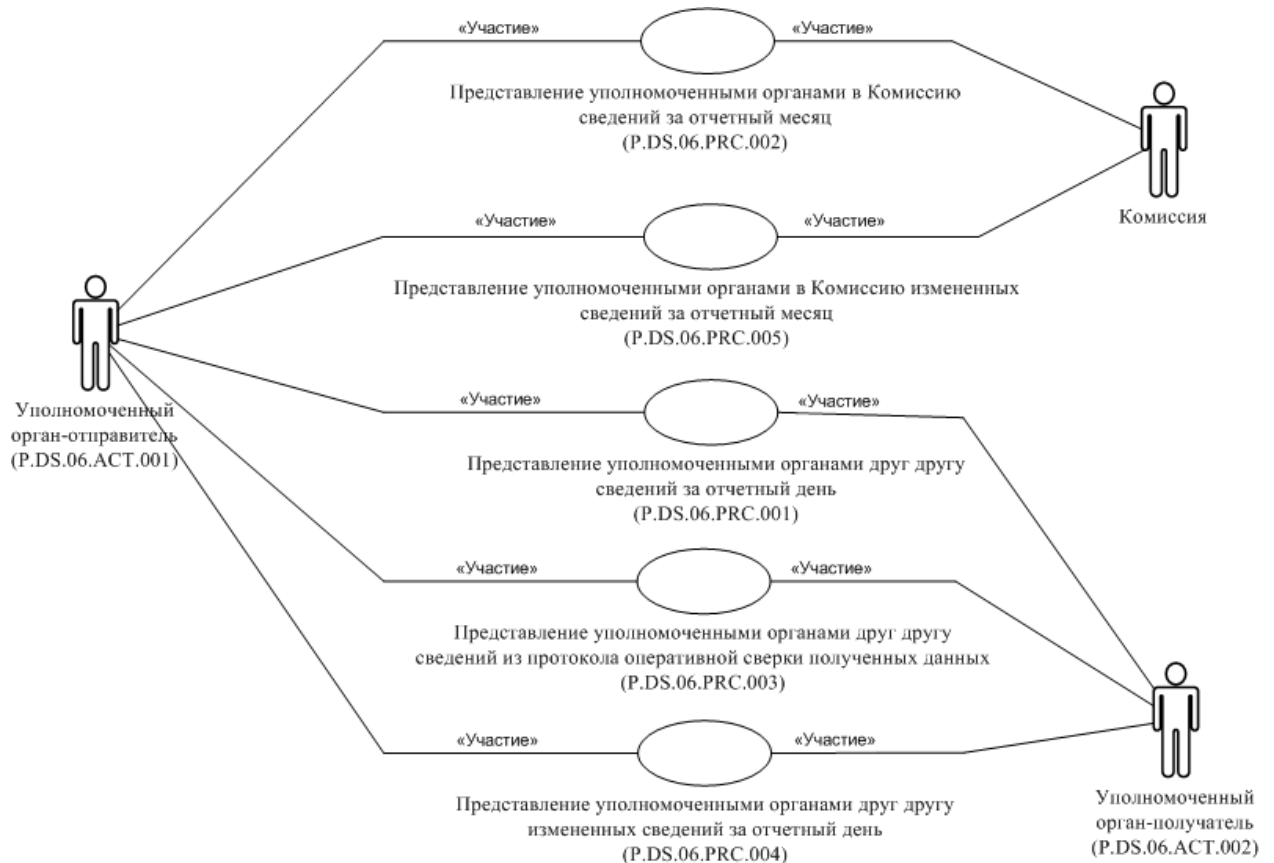 «Участие»
«Участие»
Представление уполномоченными органами в Комиссию
сведений за отчетный месяц
(P.DS.06.PRC.002)
Комиссия
«Участие»
«Участие»
Представление уполномоченными органами в Комиссию измененных
сведений за отчетный месяц
(P.DS.06.PRC.005)
Уполномоченный
орган-отправитель
(P.DS.06.ACT.001)
«Участие»
«Участие»
Представление уполномоченными органами друг другу
сведений за отчетный день
(P.DS.06.PRC.001)
«Участие»
«Участие»
Представление уполномоченными органами друг другу
сведений из протокола оперативной сверки полученных данных
(P.DS.06.PRC.003)
«Участие»
«Участие»
Представление уполномоченными органами друг другу
измененных сведений за отчетный день
(P.DS.06.PRC.004)
Уполномоченный
орган-получатель
(P.DS.06.ACT.002)